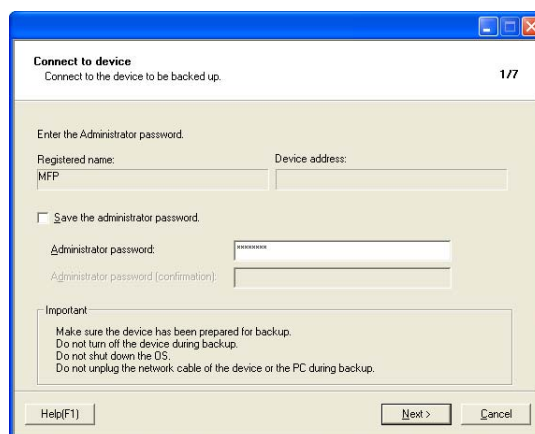 Connect to device
Connect to the device to be backed up.
1/7
Enter the Administrator password.
Registered name:
Device address:
MFP
Save the administrator password.
Administrator password:
********
Administrator password (confirmation):
Important
Make sure the device has been prepared for backup.
Do not turn off the device during backup.
Do not shut down the OS.
Do not unplug the network cable of the device or the PC during backup.
Help(F1)
Next >
Cancel